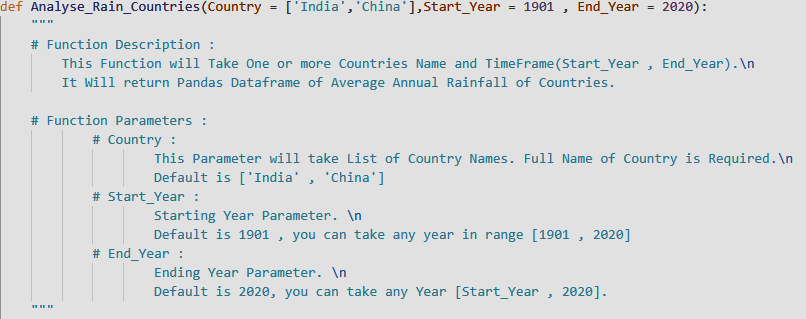 def Analyse_Rain_Countries(Country = ['India','China'],Start_Year = 1901 , End_Year = 2020):
"""
# Function Description :
This Function will Take One or more Countries Name and TimeFrame(Start_Year , End_Year).\n
It Will return Pandas Dataframe of Average Annual Rainfall of Countries.
# Function Parameters :
# Country :
This Parameter will take List of Country Names. Full Name of Country is Required.\n
Default is ['India' , 'China']
# Start_Year :
Starting Year Parameter. \n
Default is 1901 , you can take any year in range [1901 , 2020]
# End_Year :
Ending Year Parameter. \n
Default is 2020, you can take any Year [Start_Year , 2020].
"""